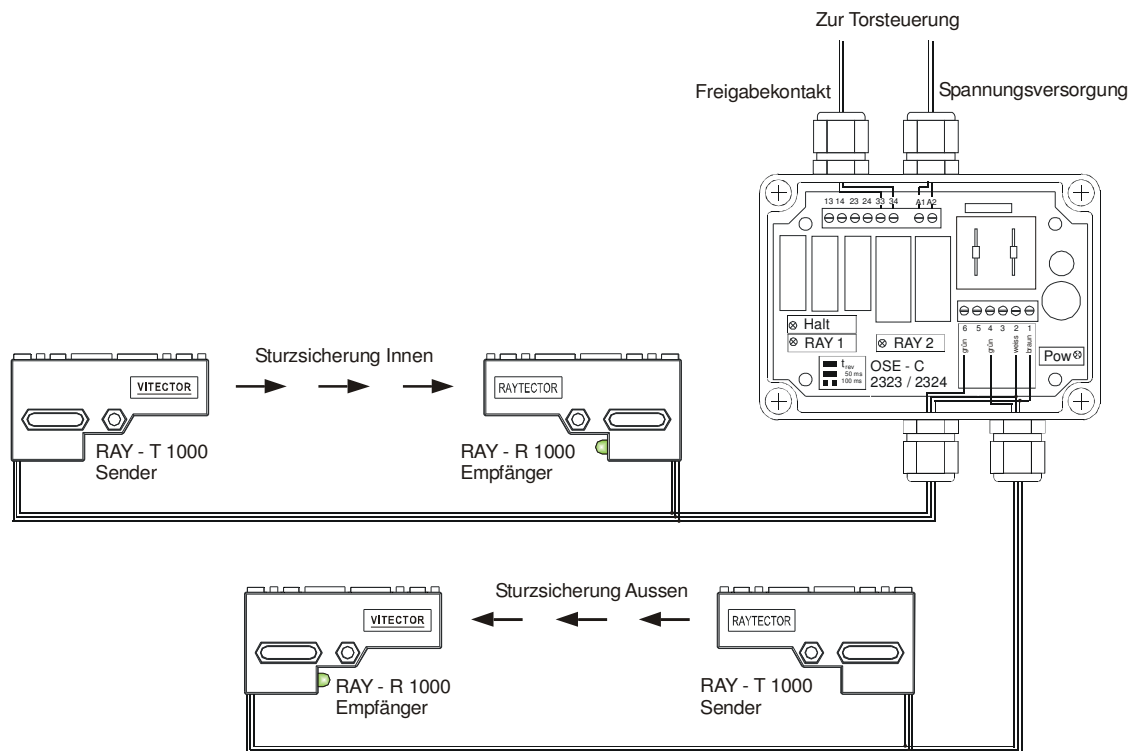 Zur Torsteuerung
Freigabekontakt
Spannungsversorgung
13 14 23 24 33 34 A1 A2
Halt
RAY 1
RAY 2
6 5 4 3 2 1
grün grün weiss braun
Pow
t rev
50 ms
100 ms
OSE - C
2323 / 2324
Sturzsicherung Innen
VITECTOR
RAYTECTOR
RAY - T 1000
Sender
RAY - R 1000
Empfänger
Sturzsicherung Aussen
VITECTOR
RAYTECTOR
RAY - R 1000
Empfänger
RAY - T 1000
Sender